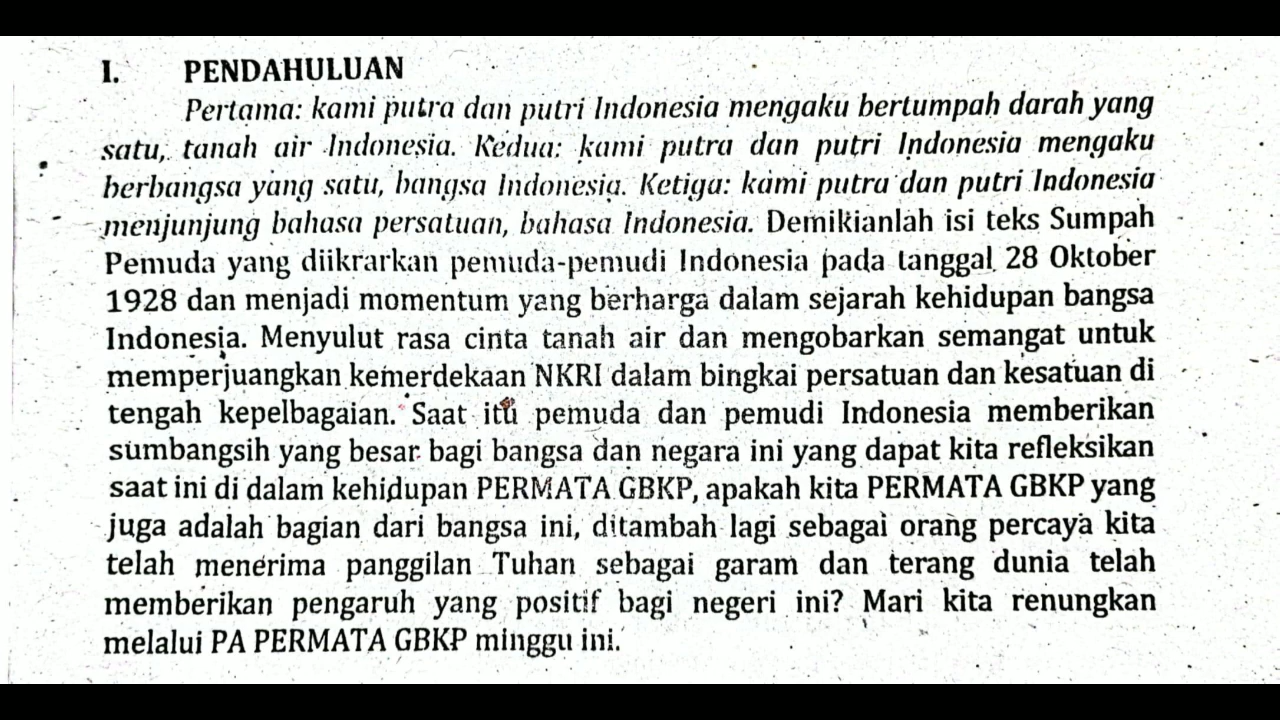 I. PENDAHULUAN
Pertama: kami putra dan putri Indonesia mengaku bertumpah darah yang
satu, tanah air Indonesia. Kedua: kami putra dan putri Indonesia mengaku
berbangsa yang satu, bangsa Indonesia. Ketiga: kami putra dan putri Indonesia
menjunjung bahasa persatuan, bahasa Indonesia. Demikianlah isi teks Sumpah
Pemuda yang diikrarkan pemuda-pemudi Indonesia pada tanggal 28 Oktober
1928 dan menjadi momentum yang berharga dalam sejarah kehidupan bangsa
Indonesia. Menyulut rasa cinta tanah air dan mengobarkan semangat untuk
memperjuangkan kemerdekaan NKRI dalam bingkai persatuan dan kesatuan di
tengah kepelbagaian. Saat itu pemuda dan pemudi Indonesia memberikan
sumbangsih yang besar bagi bangsa dan negara ini yang dapat kita refleksikan
saat ini di dalam kehidupan PERMATA GBKP, apakah kita PERMATA GBKP yang
juga adalah bagian dari bangsa ini, ditambah lagi sebagai orang percaya kita
telah menerima panggilan Tuhan sebagai garam dan terang dunia telah
memberikan pengaruh yang positif bagi negeri ini? Mari kita renungkan
melalui PA PERMATA GBKP minggu ini.